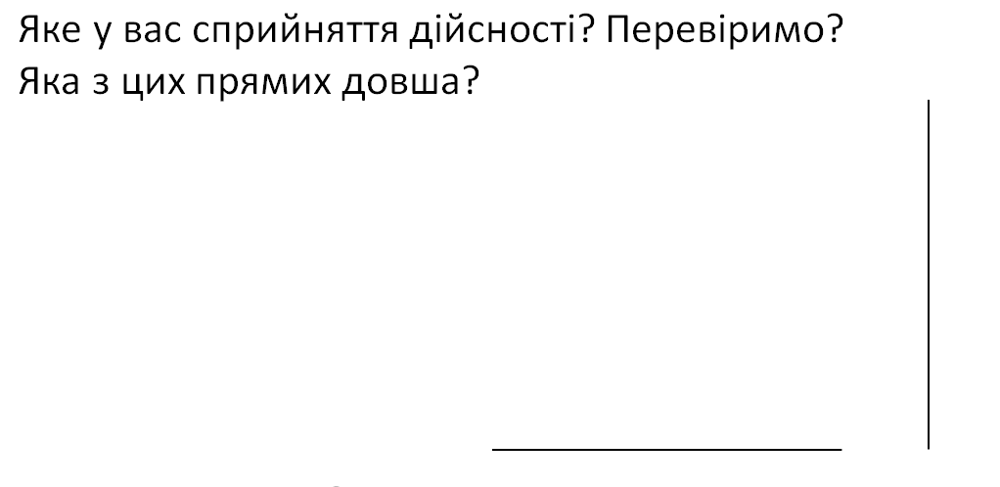 Яке у вас сприйняття дійсності? Перевіримо?
Яка з цих прямих довша?